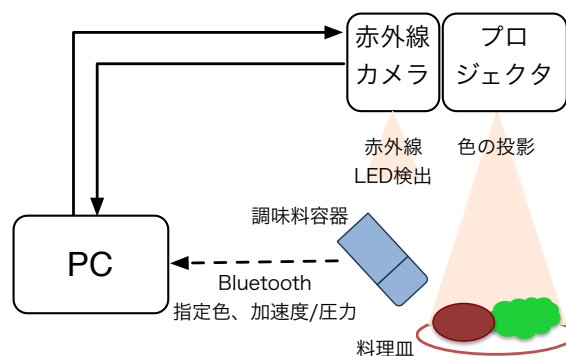 赤外線
カメラ
プロ
ジェクタ
赤外線
LED検出
色の投影
調味料容器
PC
Bluetooth
指定色、加速度/圧力
料理皿